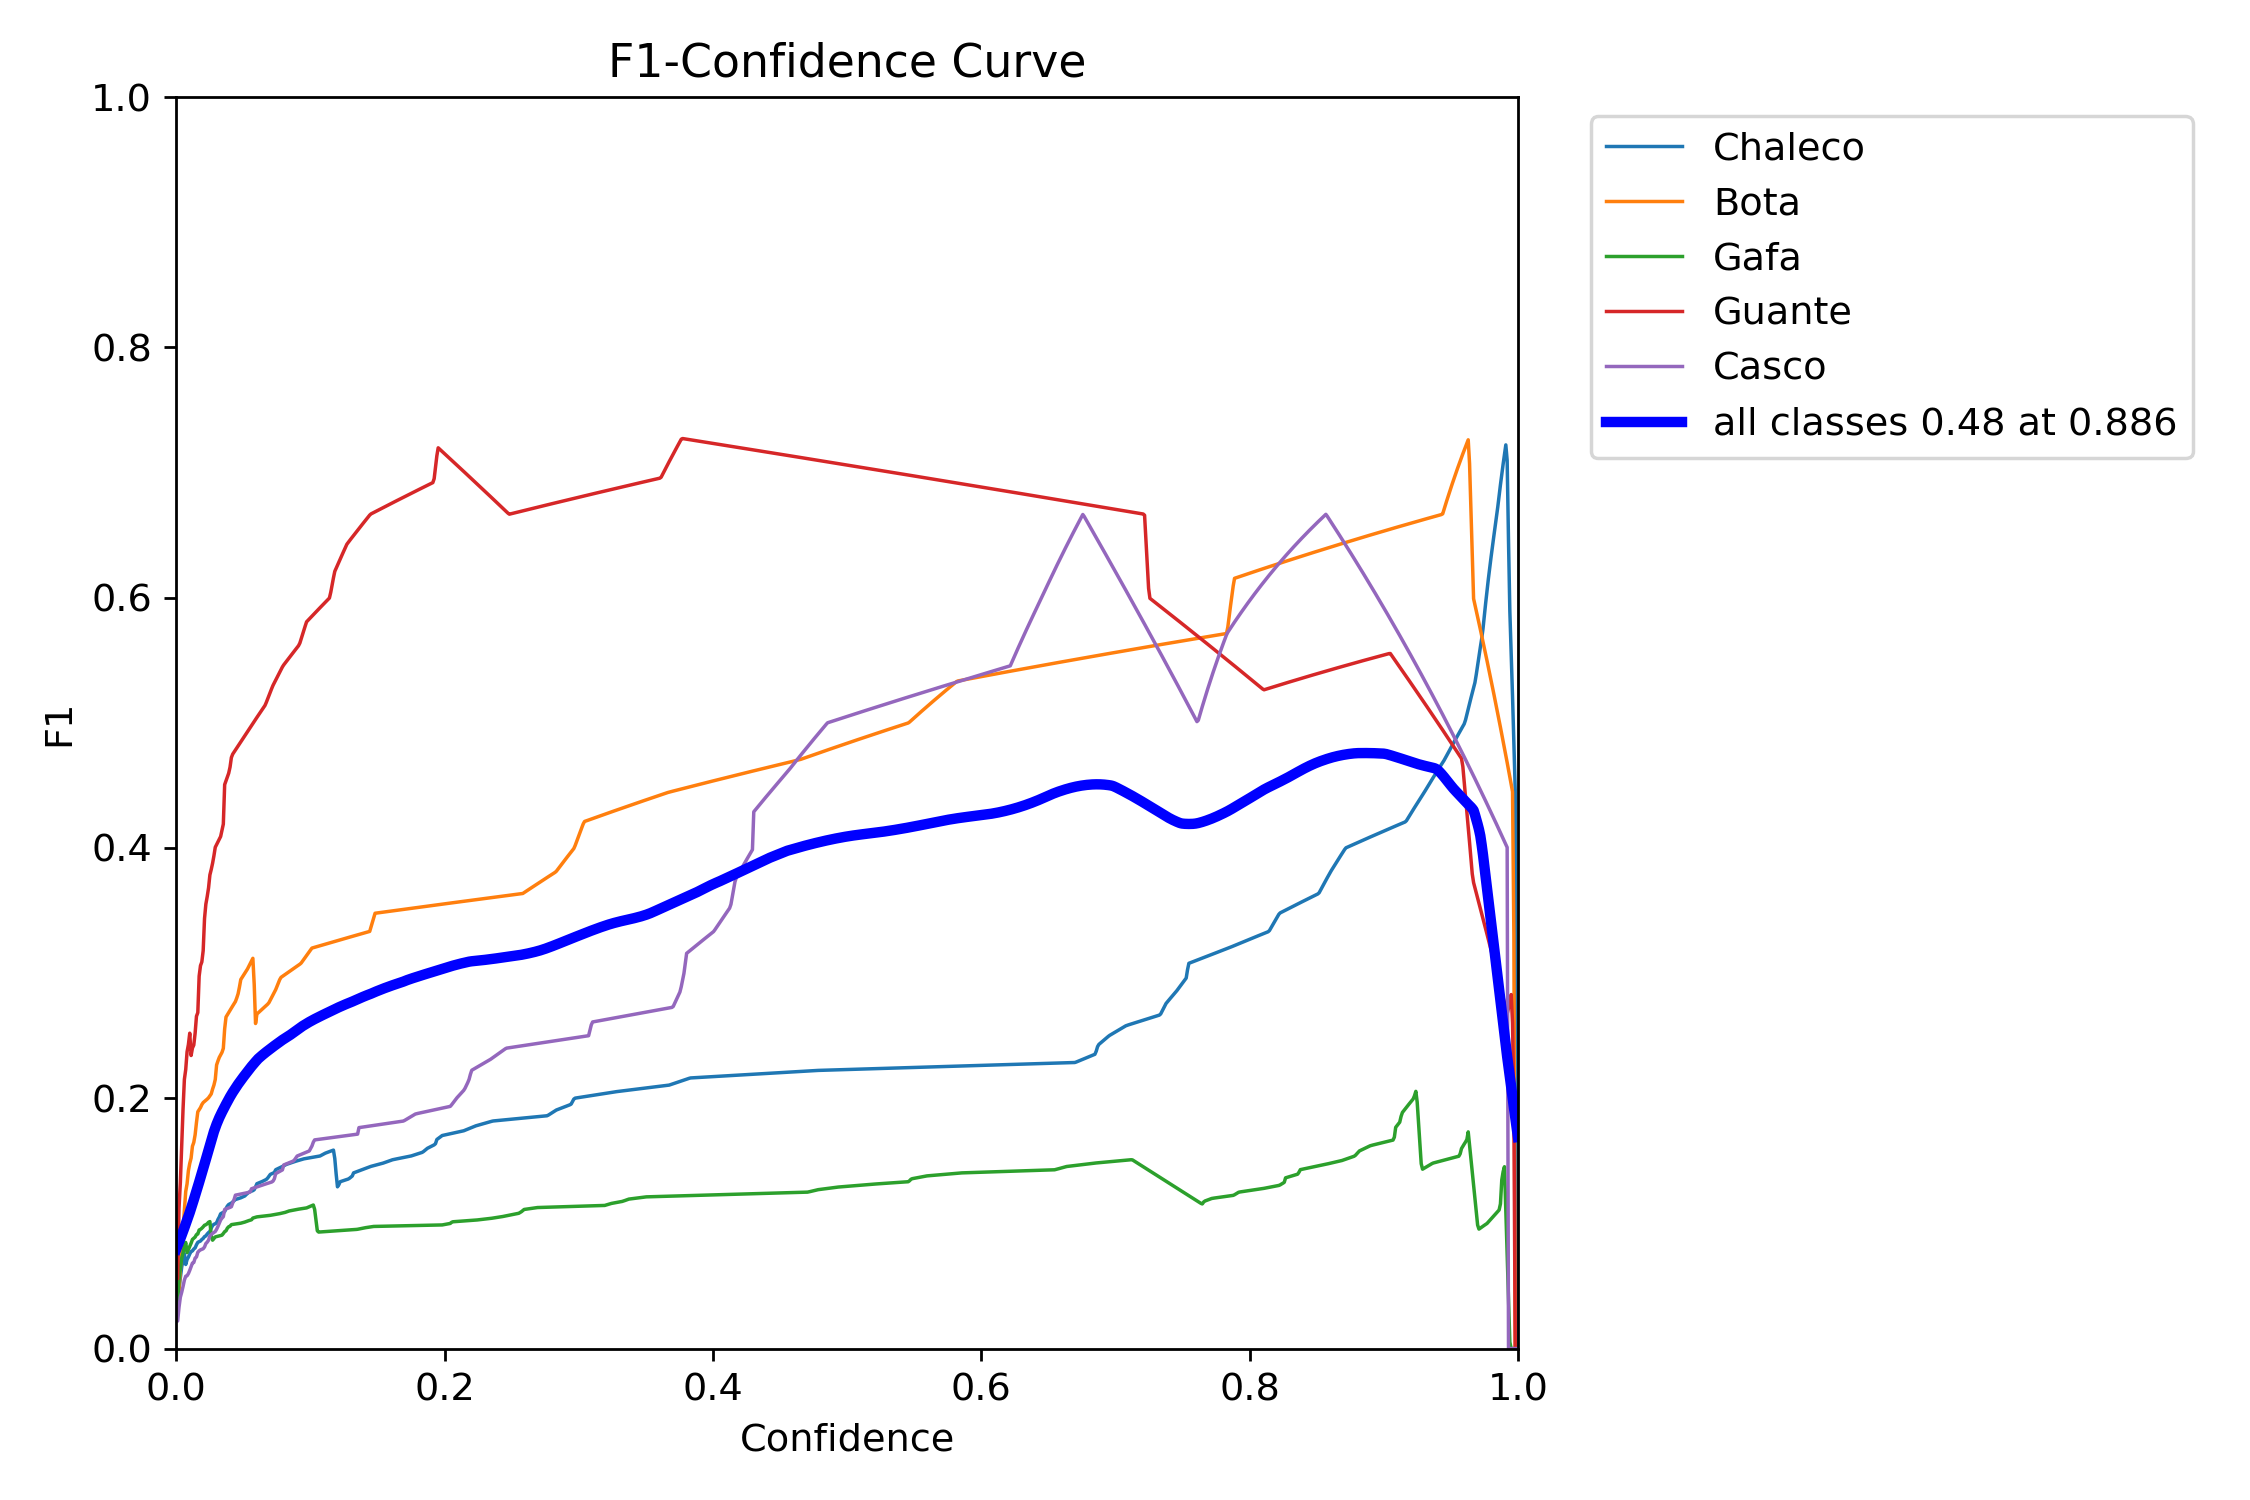 F1-Confidence Curve
1.0
0.8
0.6
0.4
0.2
0.0
F1
0.0 0.2 0.4 0.6 0.8 1.0
Confidence
Chaleco
Bota
Gafa
Guante
Casco
all classes 0.48 at 0.886